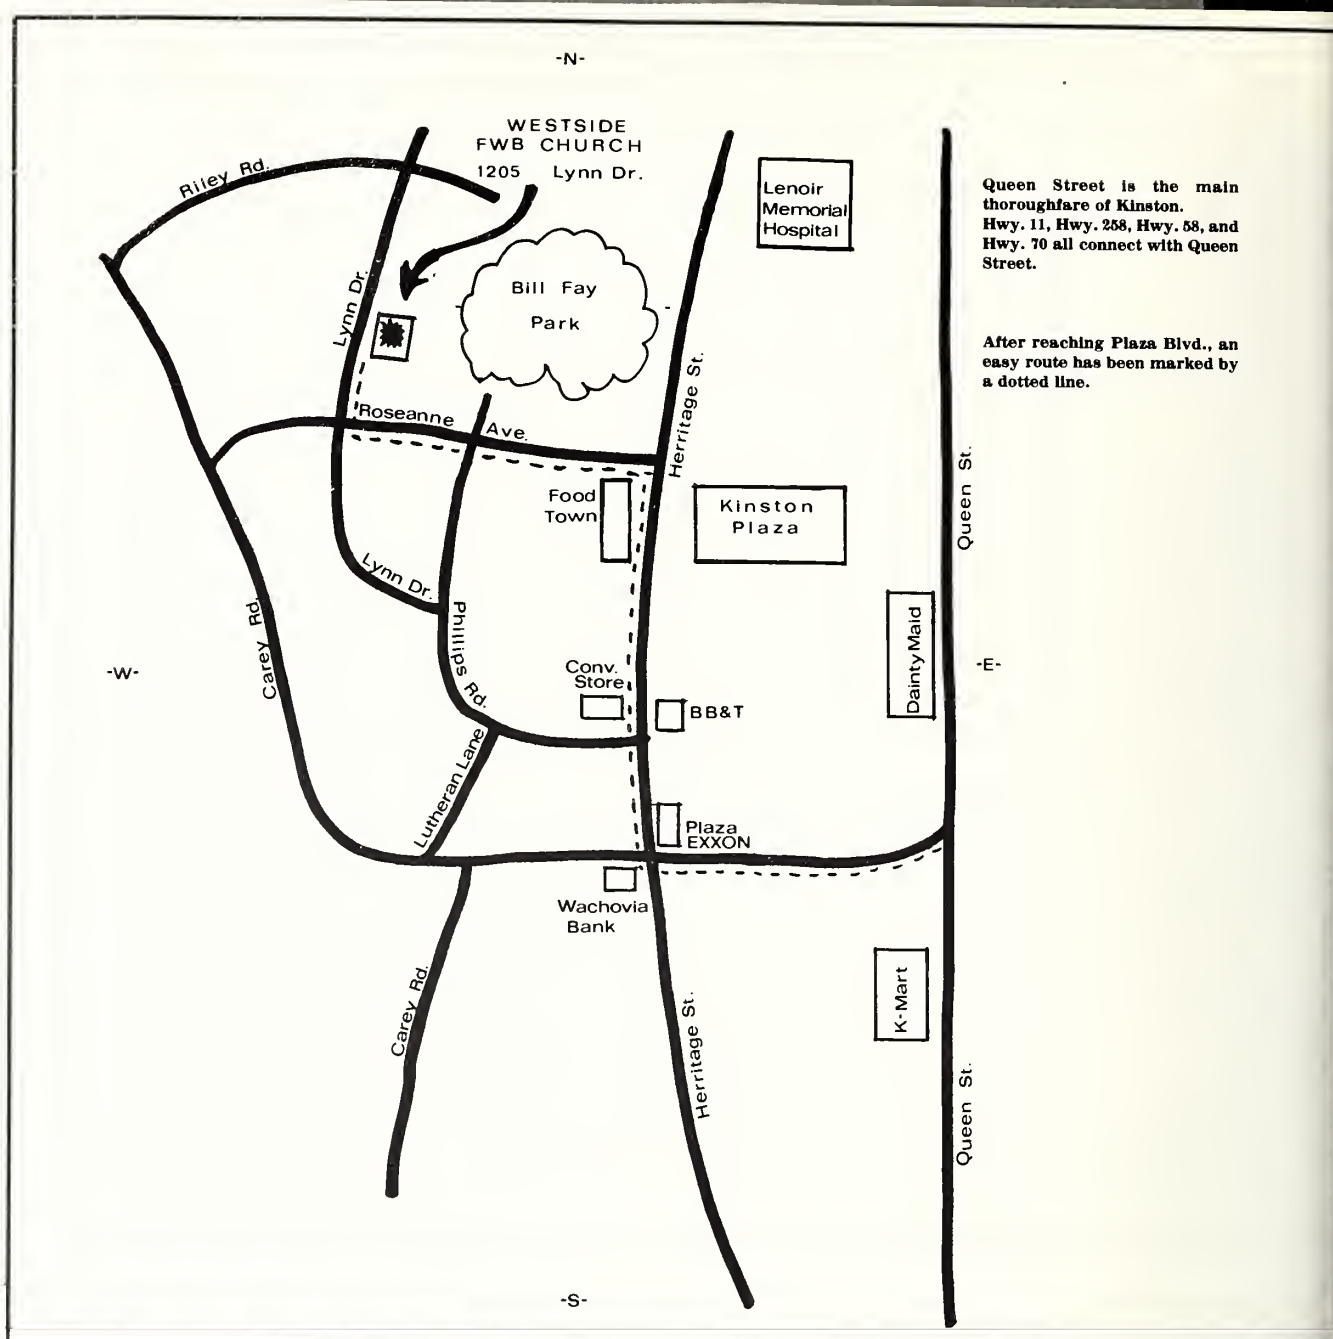 -N-
WESTSIDE
FWB CHURCH
1205 Lynn Dr.
Riley Rd.
Lenoir
Memorial
Hospital
Queen Street is the main
thoroughfare of Kinston.
Hwy. 11, Hwy. 258, Hwy. 58, and
Hwy. 70 all connect with Queen
Street.
Lynn Dr.
Bill Fay
Park
After reaching Plaza Blvd., an
easy route has been marked by
a dotted line.
Herritage St.
Roseanne Ave.
Queen St.
Food
Town
Kinston
Plaza
Lynn Dr.
Carey Rd.
Phillips Rd.
Dainty Maid
-W-
-E-
Conv.
Store
BB&T
Lutheran Lane
Plaza
EXXON
Wachovia
Bank
Carey Rd.
K-Mart
Herritage St.
Queen St.
-S-